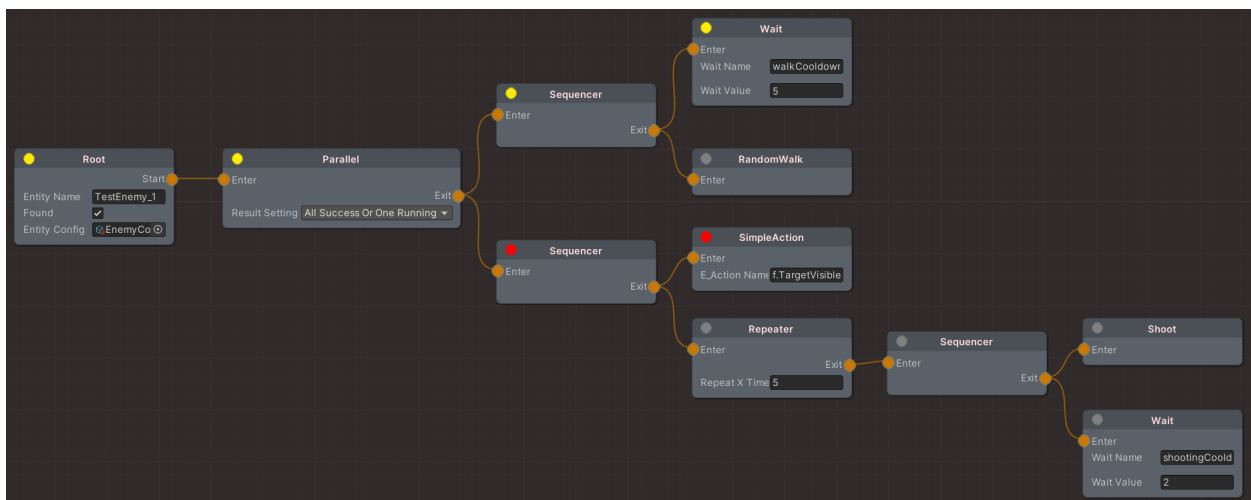 Wait
Enter
Wait Name walkCooldowr
Wait Value 5
Sequencer
Enter
Exit
Root
Start
Entity Name TestEnemy_1
Found
Entity Config EnemyCo
Parallel
Enter
Exit
Result Setting All Success Or One Running
RandomWalk
Enter
Sequencer
Enter
Exit
SimpleAction
Enter
E_Action Name f.TargetVisible
Repeater
Enter
Exit
Repeat X Time 5
Sequencer
Enter
Exit
Shoot
Enter
Wait
Enter
Wait Name shootingCoold
Wait Value 2